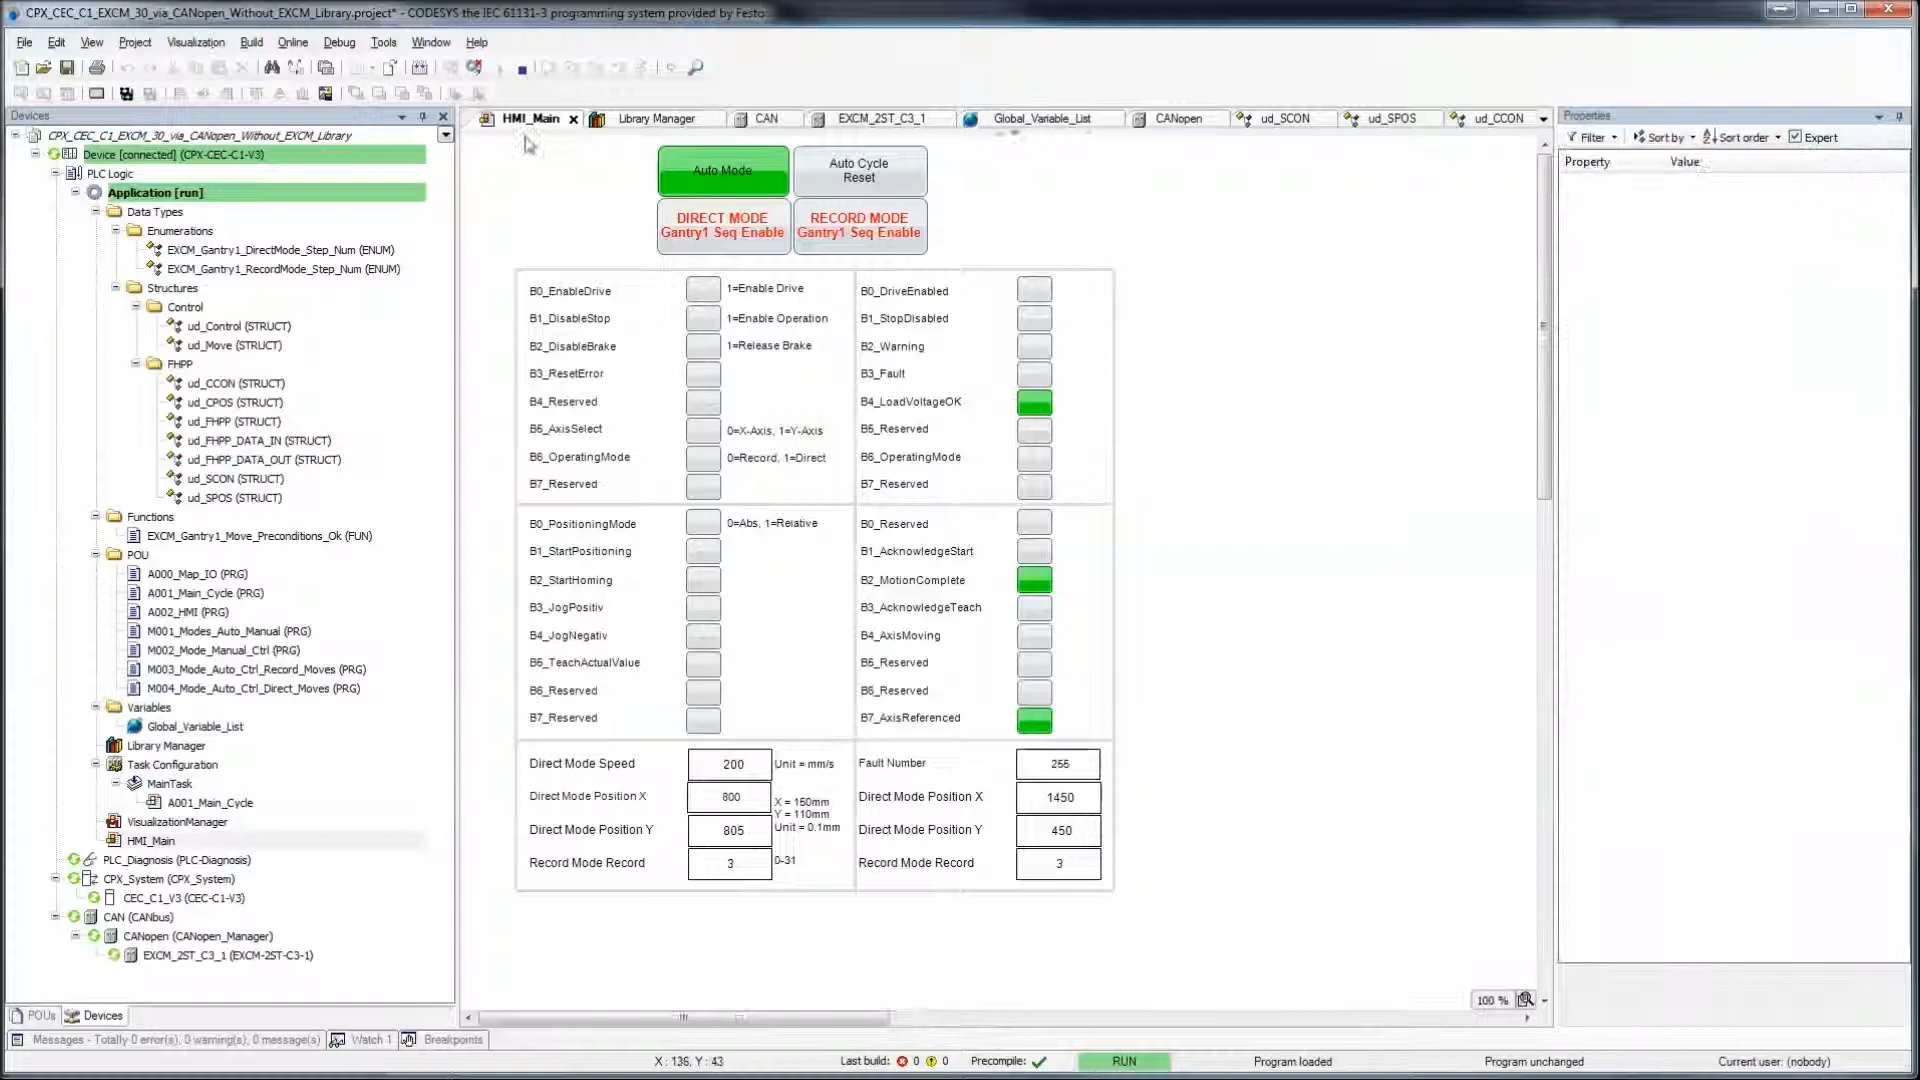 CPX_CEC_C1_EXCM_30_via_CANopen_Without_EXCM_Library.project* - CODESYS the IEC 61131-3 programming system provided by Festo
File Edit View Project Visualization Build Online Debug Tools Window Help
Devices
CPX_CEC_C1_EXCM_30_via_CANopen_Without_EXCM_Library
Device [connected] (CPX-CEC-C1-V3)
PLC Logic
Application [run]
Data Types
Enumerations
EXCM_Gantry1_DirectMode_Step_Num (ENUM)
EXCM_Gantry1_RecordMode_Step_Num (ENUM)
Structures
Control
ud_Control (STRUCT)
ud_Move (STRUCT)
FHPP
ud_CCON (STRUCT)
ud_CPOS (STRUCT)
ud_FHPP (STRUCT)
ud_FHPP_DATA_IN (STRUCT)
ud_FHPP_DATA_OUT (STRUCT)
ud_SCON (STRUCT)
ud_SPOS (STRUCT)
Functions
EXCM_Gantry1_Move_Preconditions_Ok (FUN)
POU
A000_Map_IO (PRG)
A001_Main_Cycle (PRG)
A002_HMI (PRG)
M001_Modes_Auto_Manual (PRG)
M002_Mode_Manual_Ctrl (PRG)
M003_Mode_Auto_Ctrl_Record_Moves (PRG)
M004_Mode_Auto_Ctrl_Direct_Moves (PRG)
Variables
Global_Variable_List
Library Manager
Task Configuration
MainTask
A001_Main_Cycle
VisualizationManager
HMI_Main
PLC_Diagnosis (PLC-Diagnosis)
CPX_System (CPX_System)
CEC_C1_V3 (CEC-C1-V3)
CAN (CANbus)
CANopen (CANopen_Manager)
EXCM_2ST_C3_1 (EXCM-2ST-C3-1)
POUs Devices
HMI_Main Library Manager CAN EXCM_2ST_C3_1 Global_Variable_List CANopen ud_SCON ud_SPOS ud_CCON
Auto Mode
Auto Cycle
Reset
DIRECT MODE
Gantry1 Seq Enable
RECORD MODE
Gantry1 Seq Enable
B0_EnableDrive 1=Enable Drive B0_DriveEnabled
B1_DisableStop 1=Enable Operation B1_StopDisabled
B2_DisableBrake 1=Release Brake B2_Warning
B3_ResetError B3_Fault
B4_Reserved B4_LoadVoltageOK
B5_AxisSelect 0=X-Axis, 1=Y-Axis B5_Reserved
B6_OperatingMode 0=Record, 1=Direct B6_OperatingMode
B7_Reserved B7_Reserved
B0_PositioningMode 0=Abs, 1=Relative B0_Reserved
B1_StartPositioning B1_AcknowledgeStart
B2_StartHoming B2_MotionComplete
B3_JogPositiv B3_AcknowledgeTeach
B4_JogNegativ B4_AxisMoving
B5_TeachActualValue B5_Reserved
B6_Reserved B6_Reserved
B7_Reserved B7_AxisReferenced
Direct Mode Speed 200 Unit = mm/s Fault Number 255
Direct Mode Position X 800 X = 150mm Direct Mode Position X 1450
Y = 110mm
Direct Mode Position Y 805 Unit = 0.1mm Direct Mode Position Y 450
Record Mode Record 3 0-31 Record Mode Record 3
100 %
Properties
Filter Sort by Sort order Expert
Property Value
Messages - Totally 0 error(s), 0 warning(s), 0 message(s) Watch 1 Breakpoints
X : 136, Y : 43 Last build: 0 0 Precompile: RUN Program loaded Program unchanged Current user: (nobody)